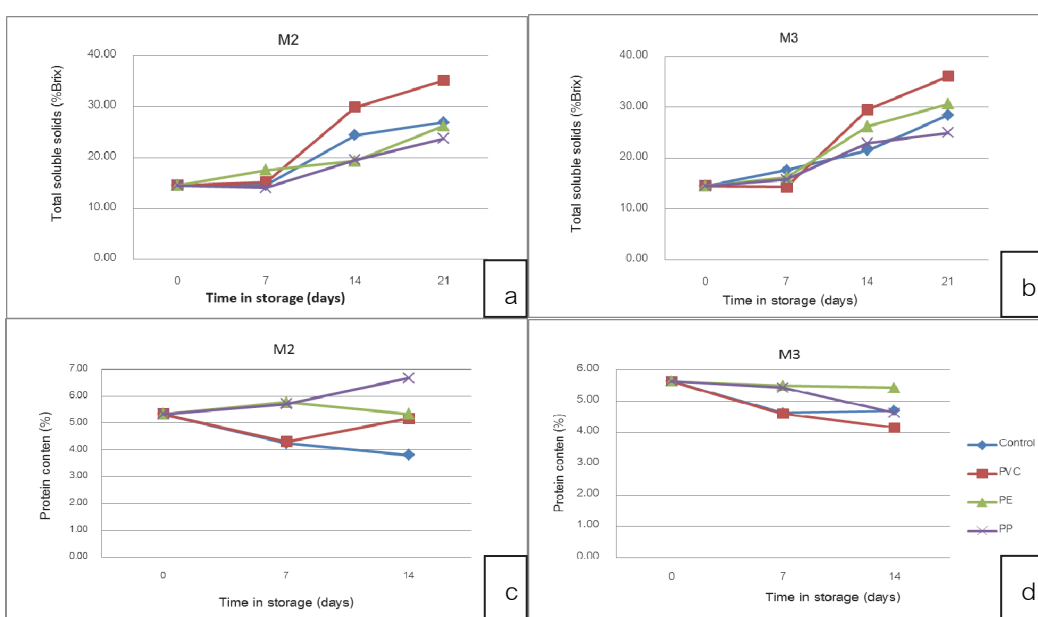 M2
Total soluble solids (%Brix)
40.00
30.00
20.00
10.00
0.00
0 7 14 21
Time in storage (days)
a
M3
Total soluble solids (%Brix)
40.00
30.00
20.00
10.00
0.00
0 7 14 21
Time in storage (days)
b
M2
Protein conten (%)
7.00
6.00
5.00
4.00
3.00
2.00
1.00
0.00
0 7 14
Time in storage (days)
c
M3
Protein conten (%)
6.00
5.00
4.00
3.00
2.00
1.00
0.00
0 7 14
Time in storage (days)
Control
PVC
PE
PP
d